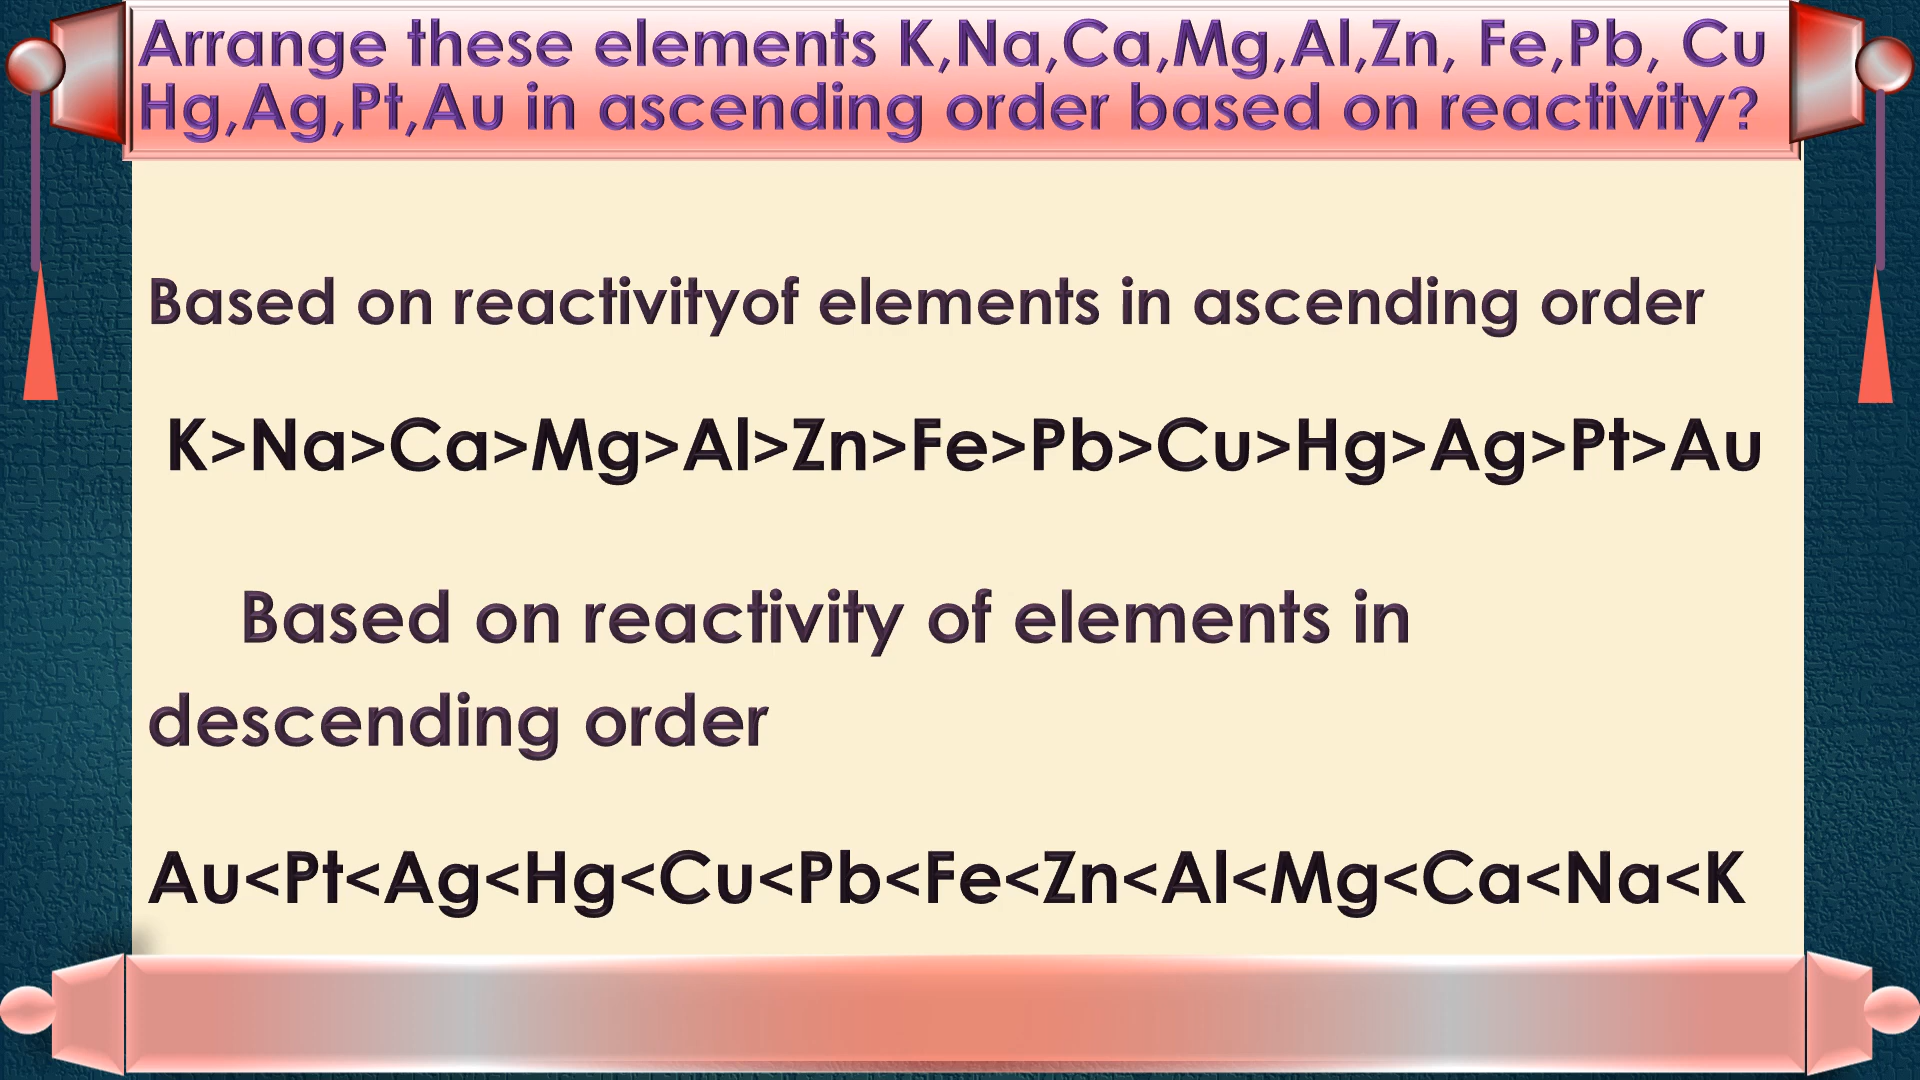 Arrange these elements K,Na,Ca,Mg,Al,Zn, Fe,Pb, Cu
Hg,Ag,Pt,Au in ascending order based on reactivity?
Based on reactivityof elements in ascending order
K>Na>Ca>Mg>Al>Zn>Fe>Pb>Cu>Hg>Ag>Pt>Au
Based on reactivity of elements in
descending order
Au<Pt<Ag<Hg<Cu<Pb<Fe<Zn<Al<Mg<Ca<Na<K